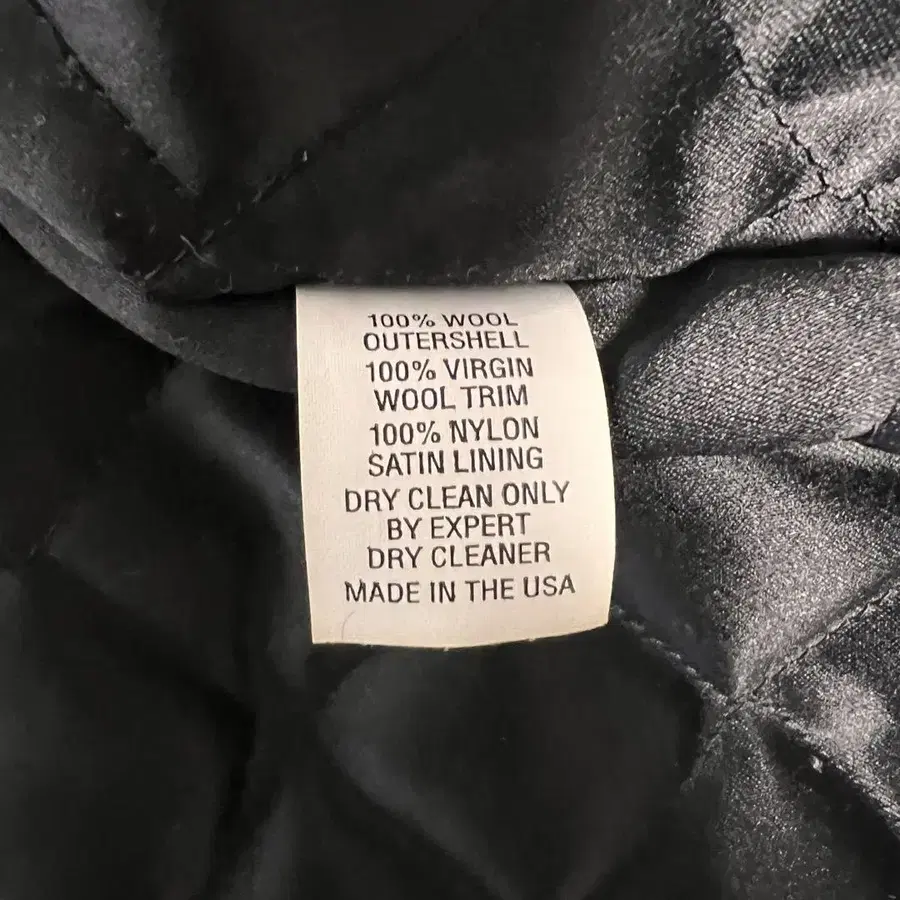 100% WOOL
OUTERSHELL
100% VIRGIN
WOOL TRIM
100% NYLON
SATIN LINING
DRY CLEAN ONLY
BY EXPERT
DRY CLEANER
MADE IN THE USA